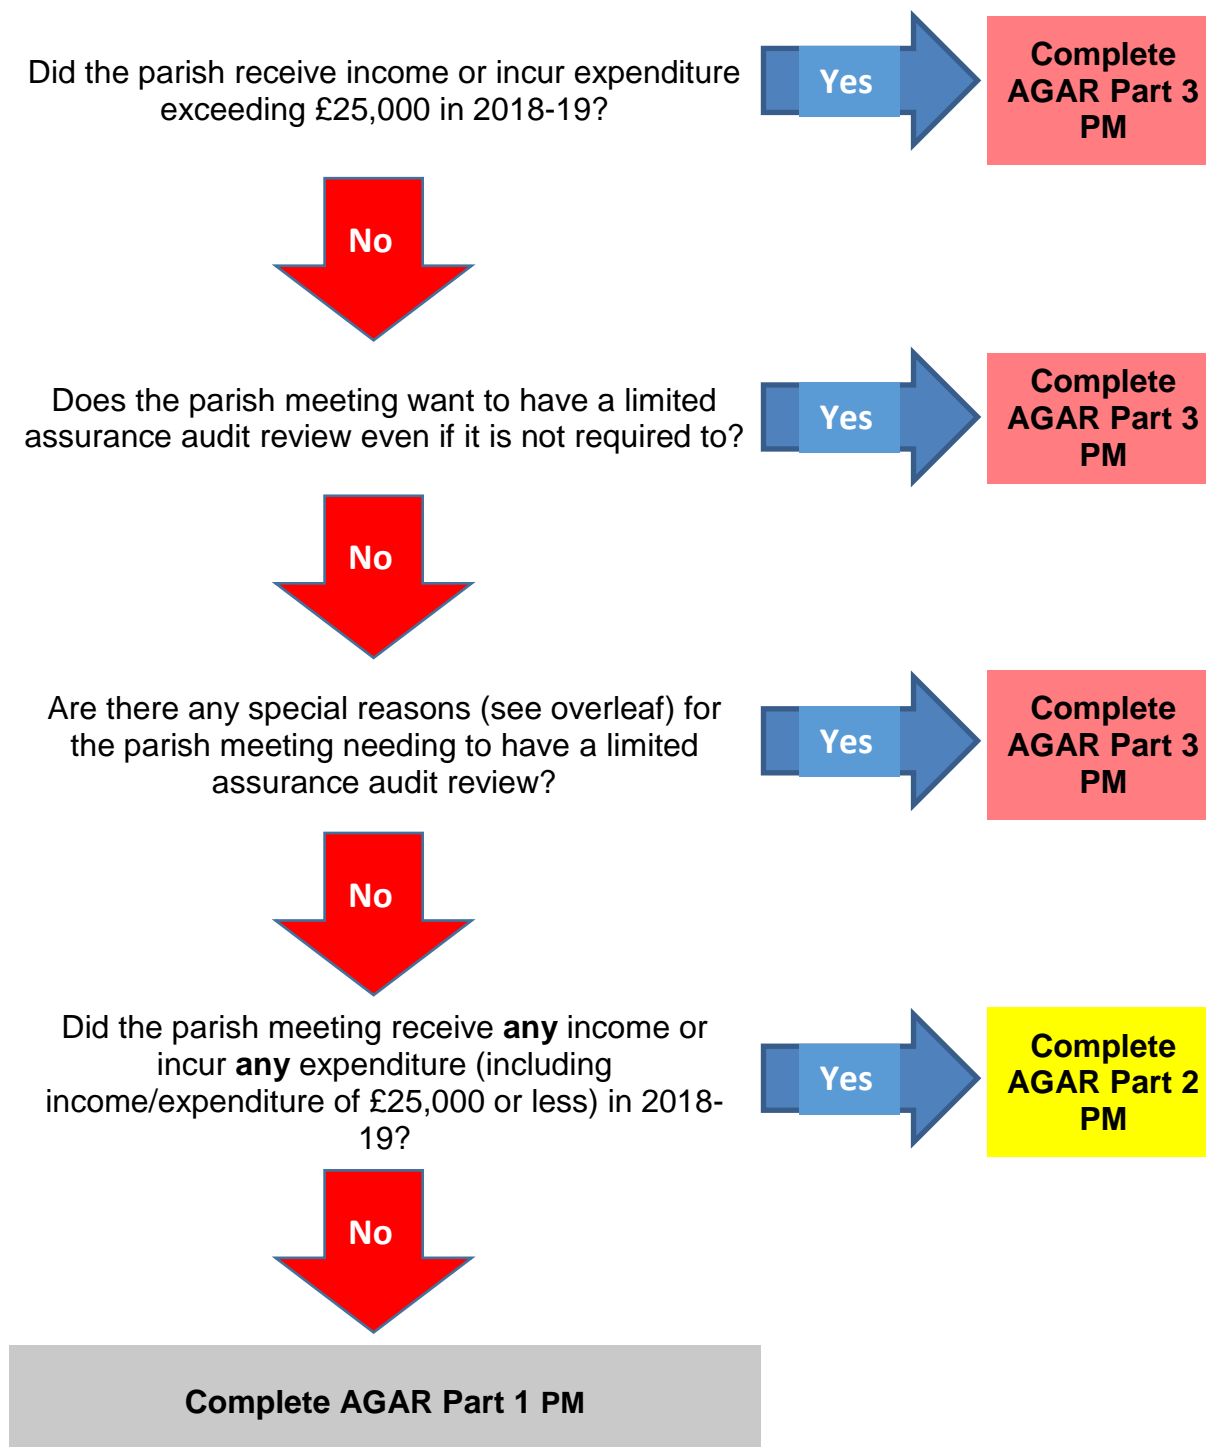 Did the parish receive income or incur expenditure
exceeding £25,000 in 2018-19?
Yes
Complete
AGAR Part 3
PM
No
Does the parish meeting want to have a limited
assurance audit review even if it is not required to?
Yes
Complete
AGAR Part 3
PM
No
Are there any special reasons (see overleaf) for
the parish meeting needing to have a limited
assurance audit review?
Yes
Complete
AGAR Part 3
PM
No
Did the parish meeting receive any income or
incur any expenditure (including
income/expenditure of £25,000 or less) in 2018-
19?
Yes
Complete
AGAR Part 2
PM
No
Complete AGAR Part 1 PM